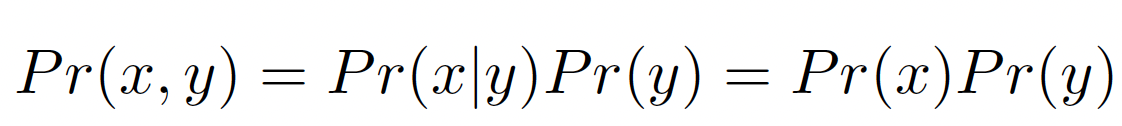 Pr(x, y) = Pr(x|y)Pr(y) = Pr(x)Pr(y)